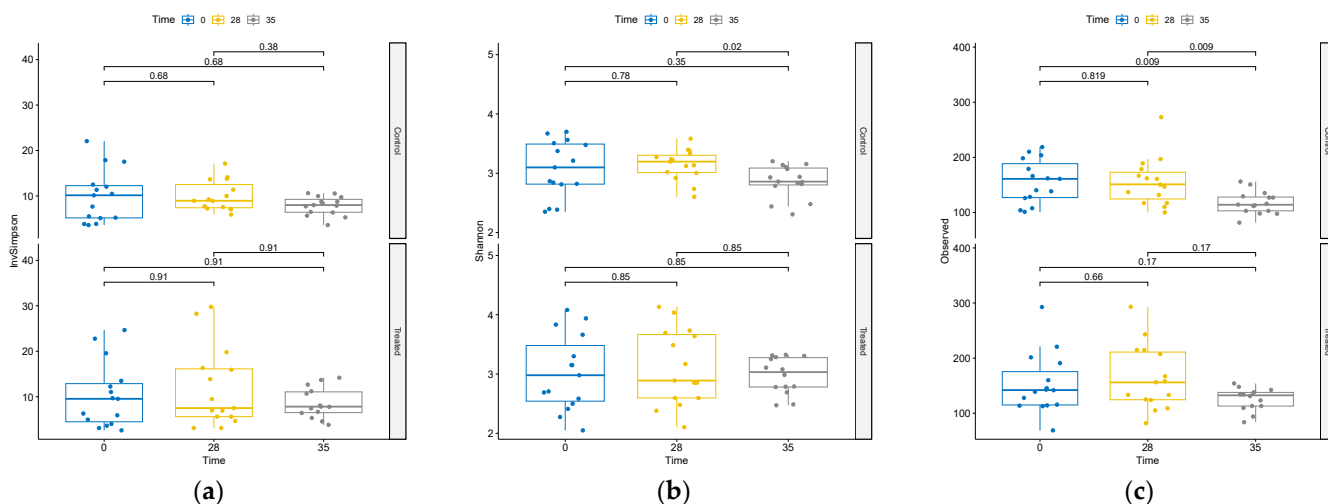 Time 0 28 35
40
30
20
10
InvSimpson
0.38
0.68
0.68
Control
40
30
20
10
0.91
0.91
0.91
Treated
0 28 35
Time
(a)
Time 0 28 35
5
4
3
2
Shannon
0.02
0.35
0.78
Control
5
4
3
2
0.85
0.85
0.85
Treated
0 28 35
Time
(b)
Time 0 28 35
400
300
200
100
Observed
0.009
0.009
0.819
Control
400
300
200
100
0.17
0.17
0.66
Treated
0 28 35
Time
(c)